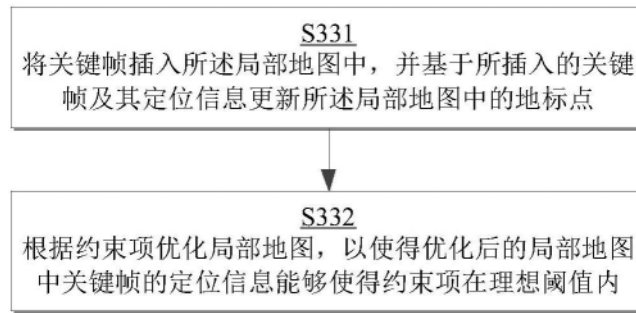 S331
将关键帧插入所述局部地图中，并基于所插入的关键
帧及其定位信息更新所述局部地图中的地标点
S332
根据约束项优化局部地图，以使得优化后的局部地图
中关键帧的定位信息能够使得约束项在理想阈值内